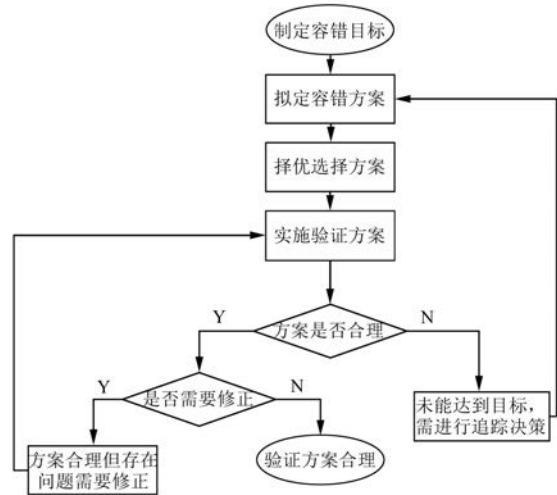 制定容错目标
拟定容错方案
择优选择方案
实施验证方案
Y
方案是否合理
N
Y
是否需要修正
N
未能达到目标，
需进行追踪决策
方案合理但存在
问题需要修正
验证方案合理